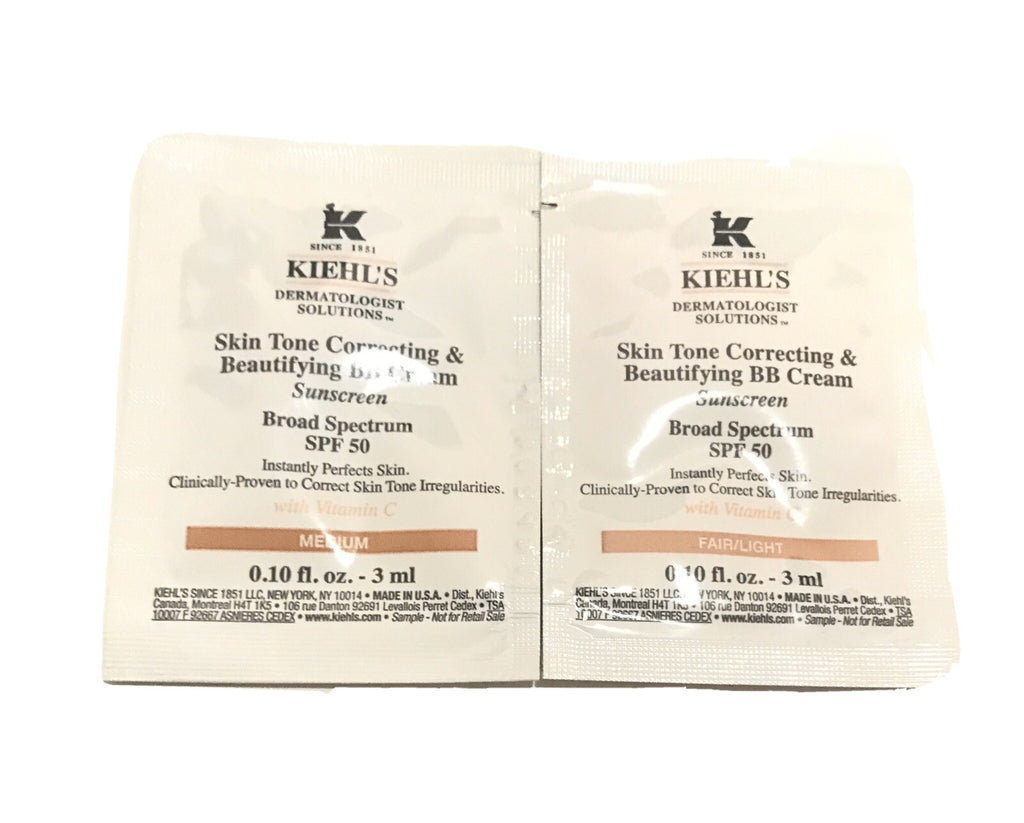 K
SINCE 1851
KIEHL'S
DERMATOLOGIST
SOLUTIONS™
Skin Tone Correcting &
Beautifying BB Cream
Sunscreen
Broad Spectrum
SPF 50
Instantly Perfects Skin.
Clinically-Proven to Correct Skin Tone Irregularities.
with Vitamin C
MEDIUM
0.10 fl. oz. - 3 ml
KIEHL'S SINCE 1851 LLC, NEW YORK, NY 10014 • MADE IN U.S.A. • Dist., Kiehl's
Canada, Montreal H4T 1K5 • 106 rue Danton 92691 Levallois Perret Cedex • TSA
10007 F 92667 ASNIERES CEDEX • www.kiehls.com • Sample - Not for Retail Sale
K
SINCE 1851
KIEHL'S
DERMATOLOGIST
SOLUTIONS™
Skin Tone Correcting &
Beautifying BB Cream
Sunscreen
Broad Spectrum
SPF 50
Instantly Perfects Skin.
Clinically-Proven to Correct Skin Tone Irregularities.
with Vitamin C
FAIR/LIGHT
0.10 fl. oz. - 3 ml
KIEHL'S SINCE 1851 LLC, NEW YORK, NY 10014 • MADE IN U.S.A. • Dist., Kiehl's
Canada, Montreal H4T 1K5 • 106 rue Danton 92691 Levallois Perret Cedex • TSA
10007 F 92667 ASNIERES CEDEX • www.kiehls.com • Sample - Not for Retail Sale